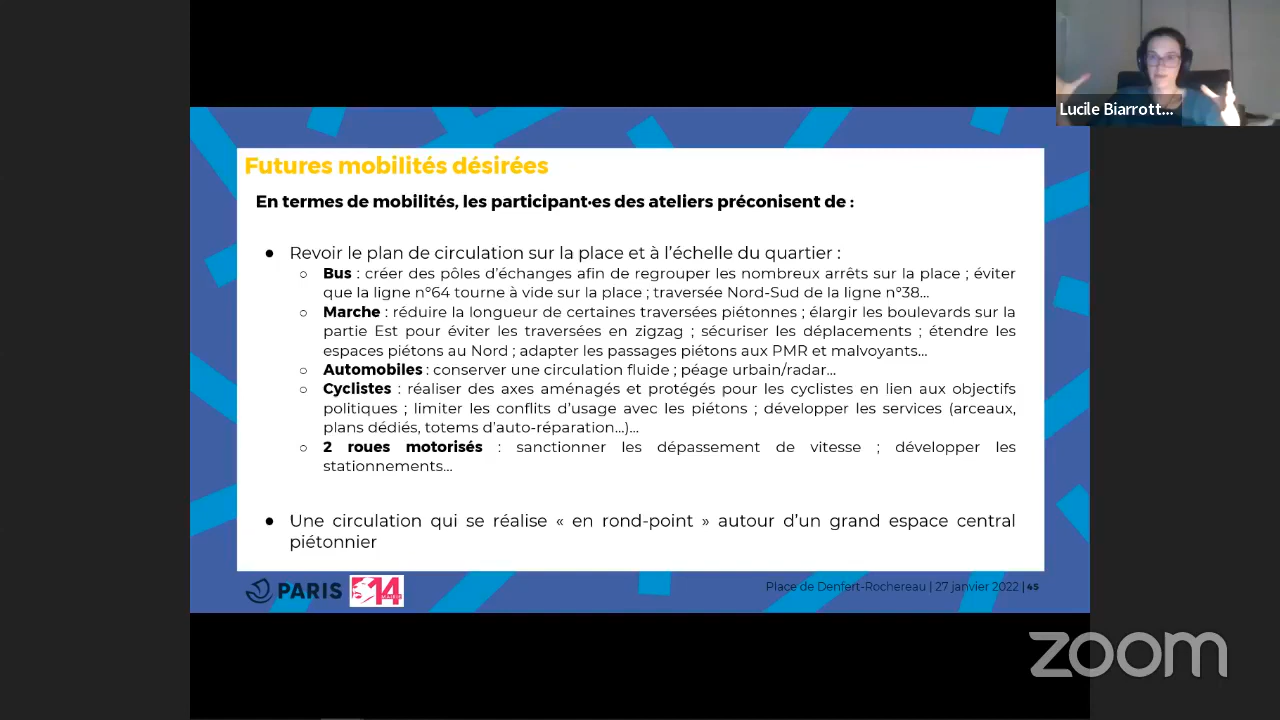 Lucile Biarrott...
Futures mobilités désirées
En termes de mobilités, les participant·es des ateliers préconisent de :
● Revoir le plan de circulation sur la place et à l'échelle du quartier :
○ Bus : créer des pôles d'échanges afin de regrouper les nombreux arrêts sur la place ; éviter
que la ligne n°64 tourne à vide sur la place ; traversée Nord-Sud de la ligne n°38…
○ Marche : réduire la longueur de certaines traversées piétonnes ; élargir les boulevards sur la
partie Est pour éviter les traversées en zigzag ; sécuriser les déplacements ; étendre les
espaces piétons au Nord ; adapter les passages piétons aux PMR et malvoyants…
○ Automobiles : conserver une circulation fluide ; péage urbain/radar…
○ Cyclistes : réaliser des axes aménagés et protégés pour les cyclistes en lien aux objectifs
politiques ; limiter les conflits d'usage avec les piétons ; développer les services (arceaux,
plans dédiés, totems d'auto-réparation…)…
○ 2 roues motorisés : sanctionner les dépassement de vitesse ; développer les
stationnements…
● Une circulation qui se réalise « en rond-point » autour d'un grand espace central
piétonnier
PARIS 14
Place de Denfert-Rochereau | 27 janvier 2022 | 45
zoom